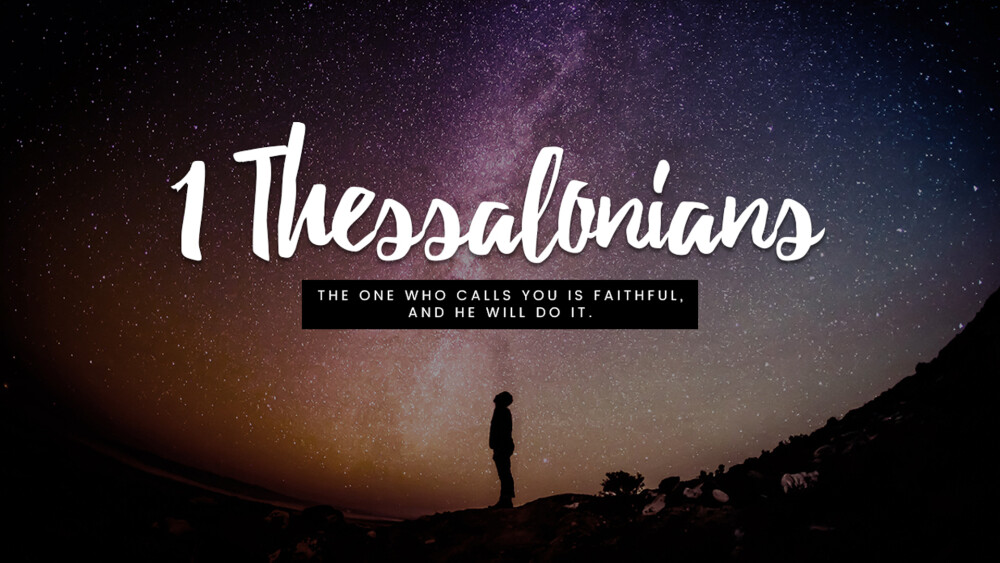 1 Thessalonians
THE ONE WHO CALLS YOU IS FAITHFUL,
AND HE WILL DO IT.